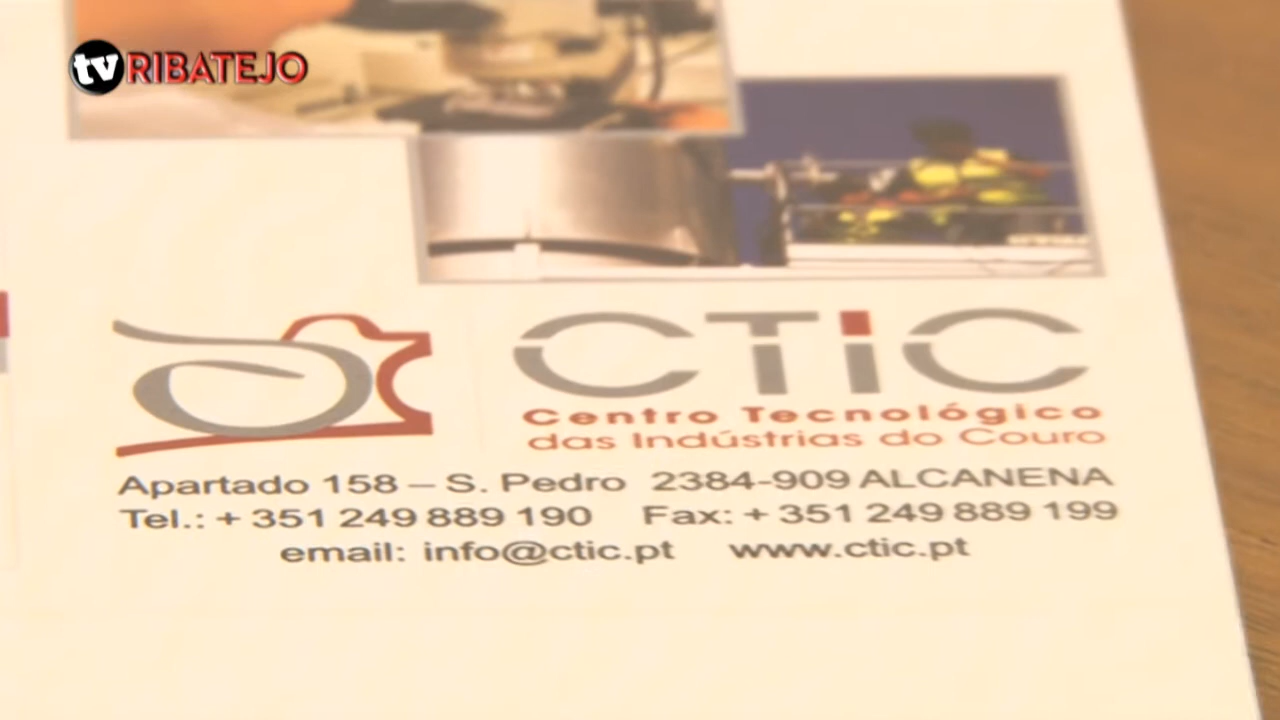 tv RIBATEJO
CTiC
Centro Tecnológico
das Indústrias do Couro
Apartado 158 – S. Pedro 2384-909 ALCANENA
Tel.: + 351 249 889 190 Fax: + 351 249 889 199
email: info@ctic.pt www.ctic.pt